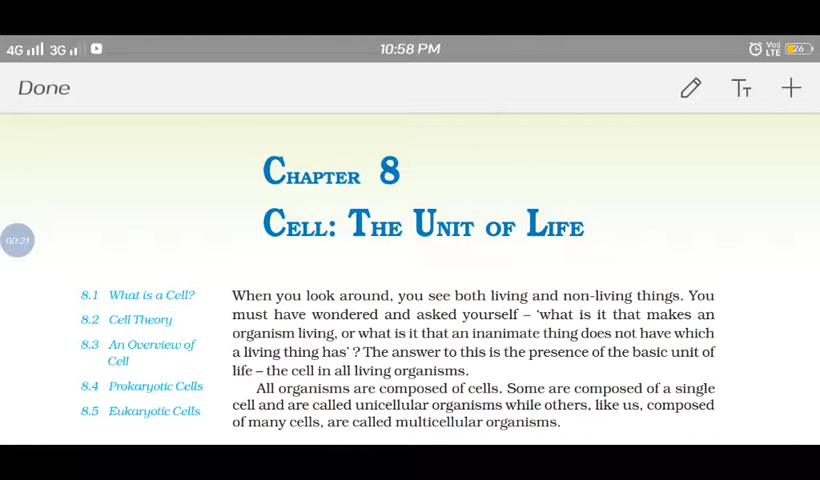 4G 3G 10:58 PM Vo) LTE 26
Done
CHAPTER 8
CELL: THE UNIT OF LIFE
00:21
8.1 What is a Cell?
8.2 Cell Theory
8.3 An Overview of
Cell
8.4 Prokaryotic Cells
8.5 Eukaryotic Cells
When you look around, you see both living and non-living things. You
must have wondered and asked yourself – ‘what is it that makes an
organism living, or what is it that an inanimate thing does not have which
a living thing has’ ? The answer to this is the presence of the basic unit of
life – the cell in all living organisms.
All organisms are composed of cells. Some are composed of a single
cell and are called unicellular organisms while others, like us, composed
of many cells, are called multicellular organisms.